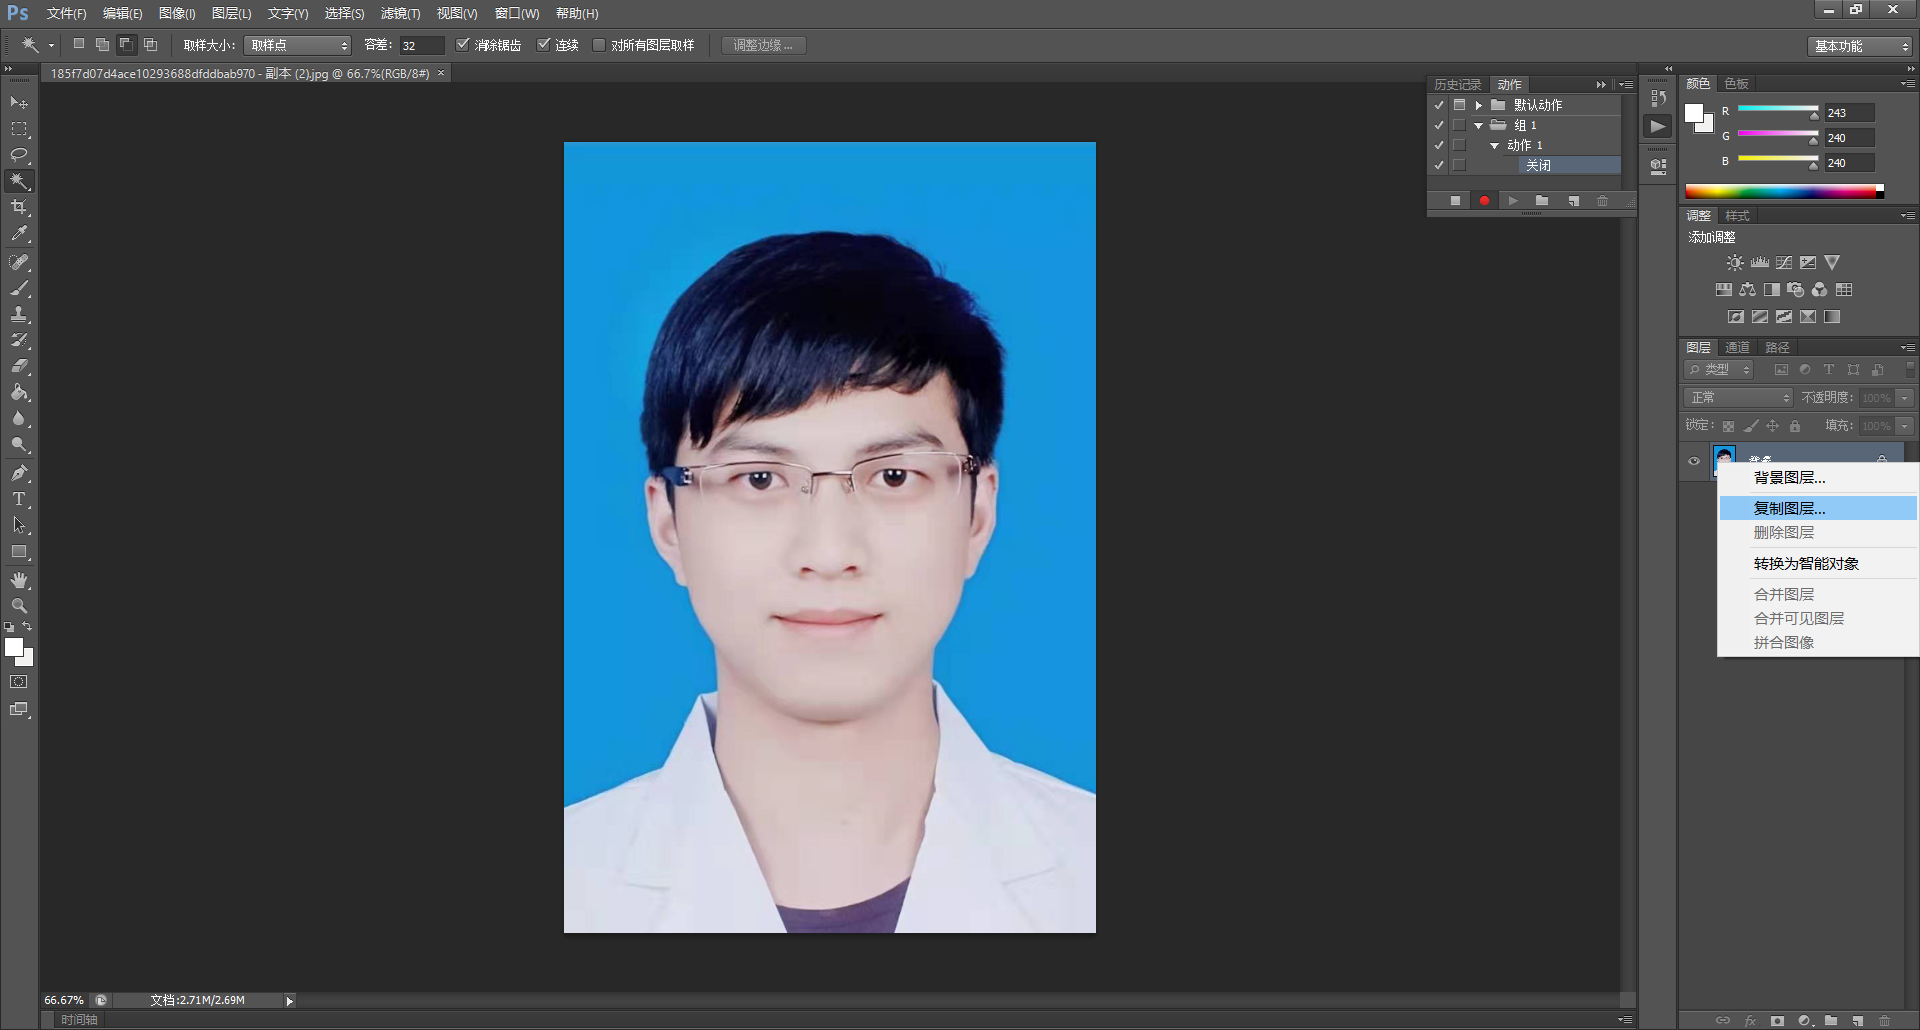 Ps 文件(F) 编辑(E) 图像(I) 图层(L) 文字(Y) 选择(S) 滤镜(T) 视图(V) 窗口(W) 帮助(H)
取样大小: 取样点 容差: 32 消除锯齿 连续 对所有图层取样 调整边缘 ... 基本功能
185f7d07d4ace10293688dfddbab970 - 副本 (2).jpg @ 66.7%(RGB/8#) ×
历史记录 动作
默认动作
组 1
动作 1
关闭
颜色 色板
R 243
G 240
B 240
调整 样式
添加调整
图层 通道 路径
类型
正常 不透明度: 100%
锁定: 填充: 100%
背景图层...
复制图层...
删除图层
转换为智能对象
合并图层
合并可见图层
拼合图像
66.67% 文档:2.71M/2.69M
时间轴
fx